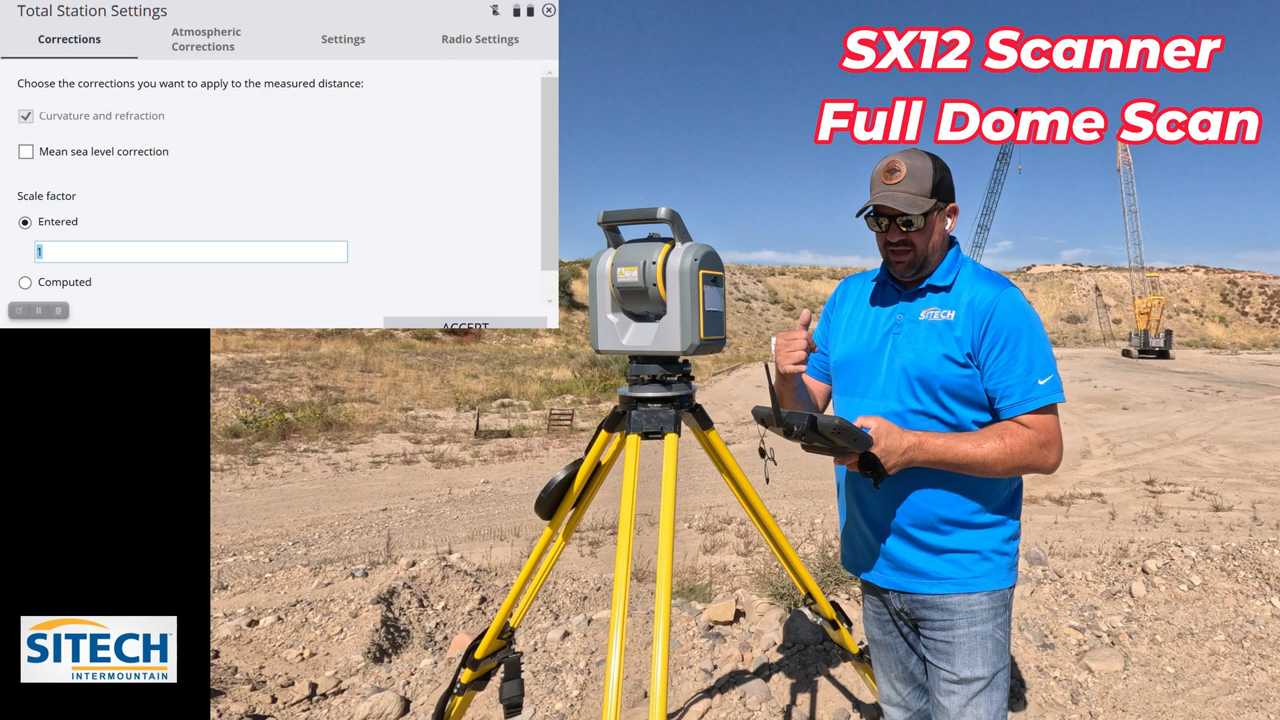 Total Station Settings
Corrections
Atmospheric
Corrections
Settings
Radio Settings
Choose the corrections you want to apply to the measured distance:
Curvature and refraction
Mean sea level correction
Scale factor
Entered
1
Computed
ACCEPT
SX12 Scanner
Full Dome Scan
SITECH
SITECH
INTERMOUNTAIN